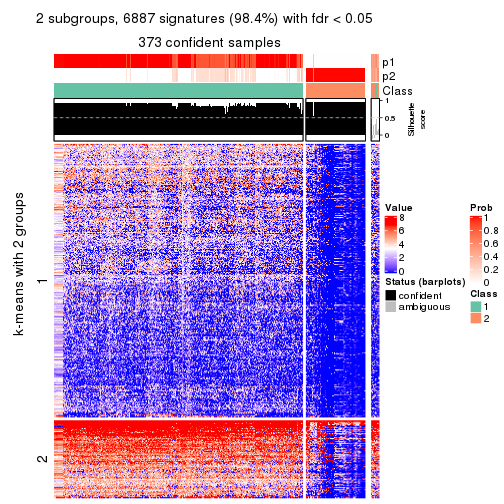 2 subgroups, 6887 signatures (98.4%) with fdr < 0.05
373 confident samples
p1
p2
Class
1
0.5
0
Silhouette
score
k-means with 2 groups
1
2
Value
8
6
4
2
0
Status (barplots)
confident
ambiguous
Prob
1
0.8
0.6
0.4
0.2
0
Class
1
2